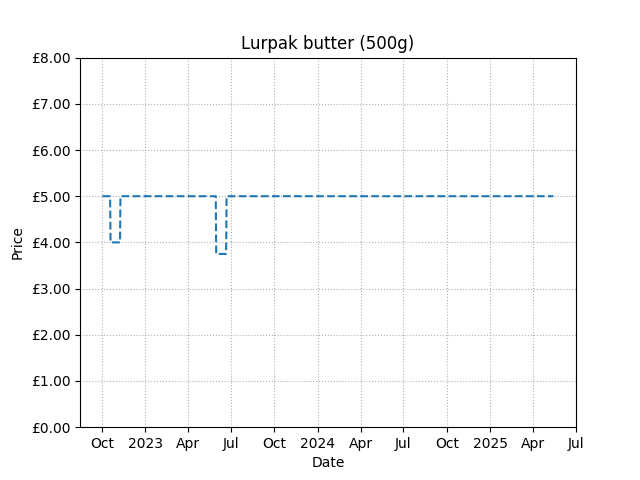 Lurpak butter (500g)
£8.00
£7.00
£6.00
£5.00
£4.00
£3.00
£2.00
£1.00
£0.00
Price
Oct 2023 Apr Jul Oct 2024 Apr Jul Oct 2025 Apr Jul
Date